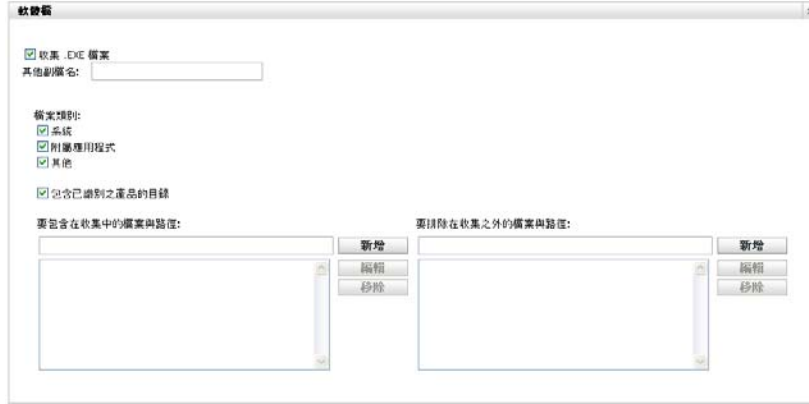 軟體檔
收集 .EXE 檔案
其他副檔名:
檔案類別:
系統
附屬應用程式
其他
包含已識別之產品的目錄
要包含在收集中的檔案與路徑:
要排除在收集之外的檔案與路徑:
新增
新增
編輯
編輯
移除
移除